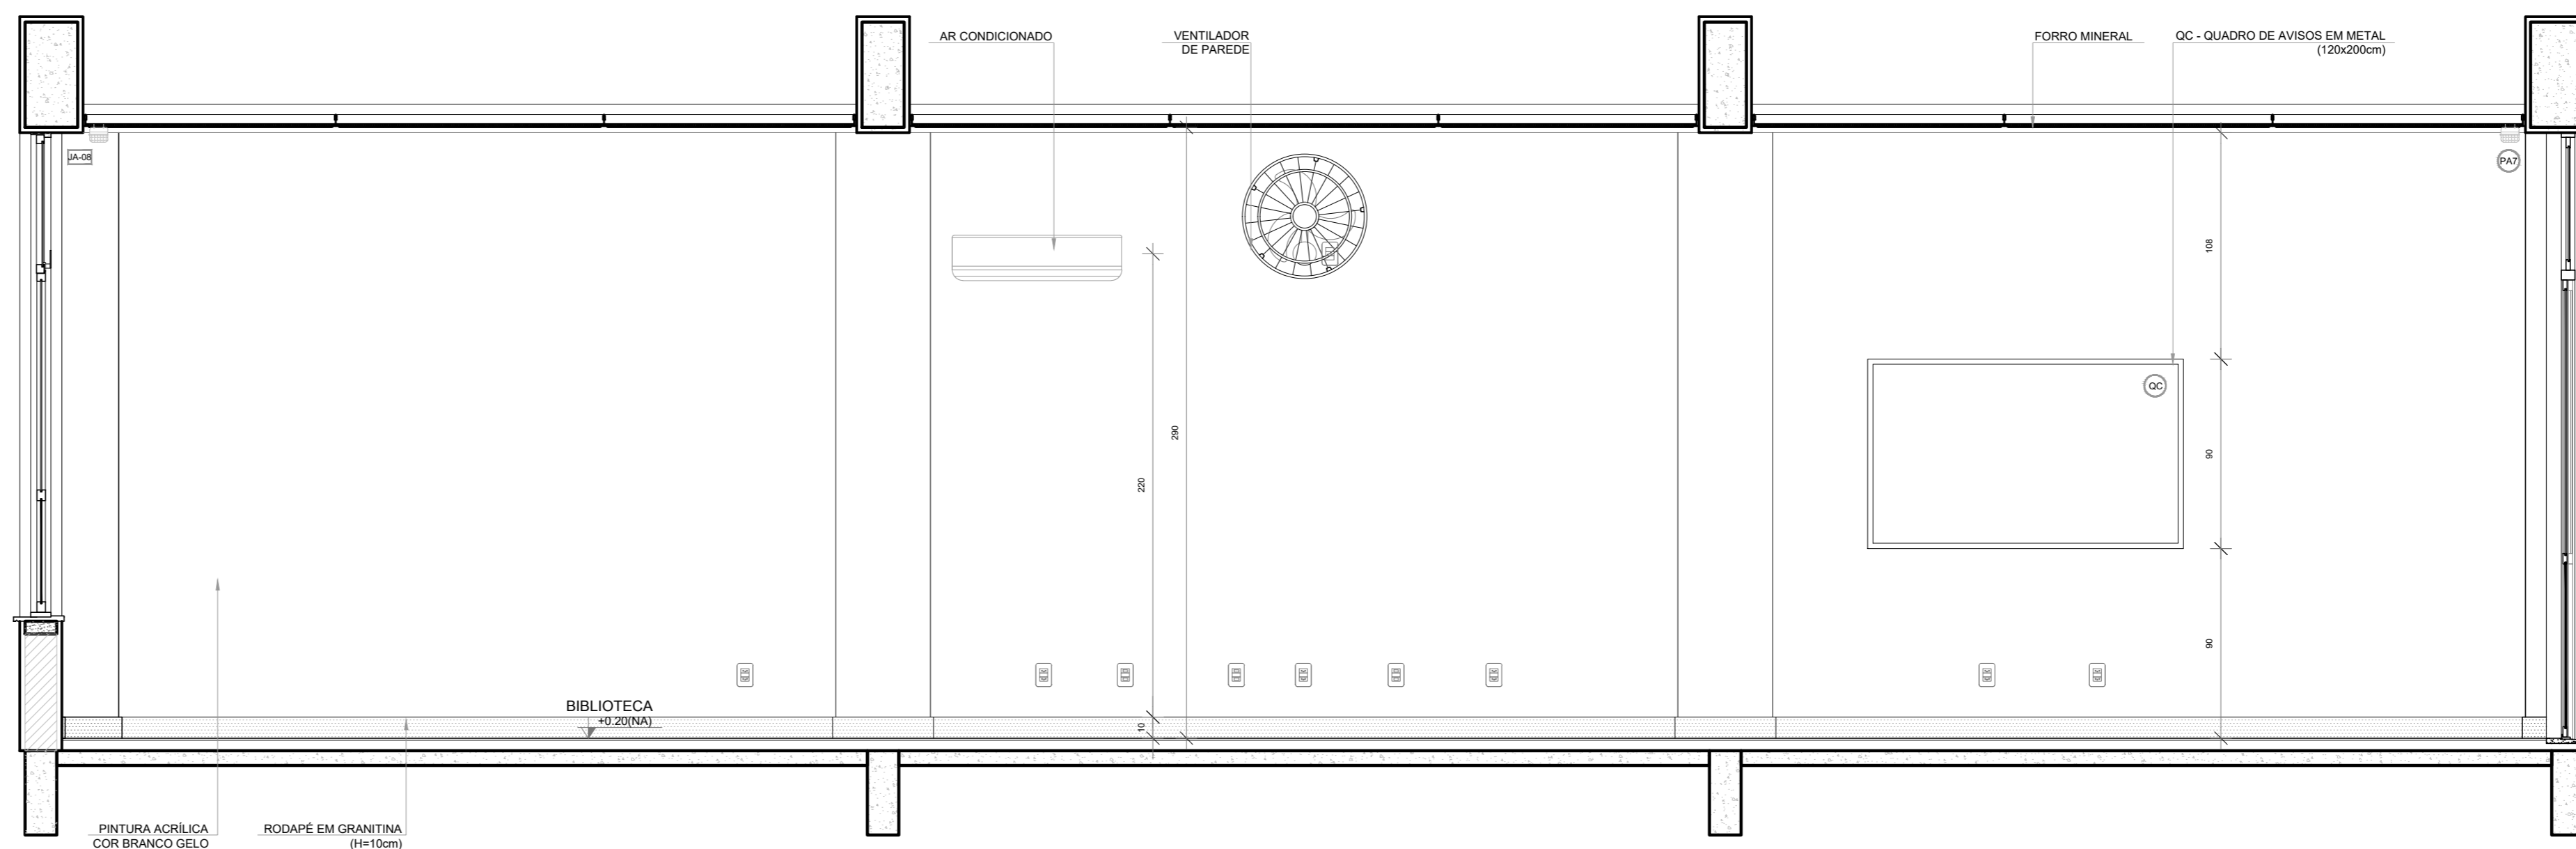 AR CONDICIONADO
VENTILADOR
DE PAREDE
FORRO MINERAL
QC - QUADRO DE AVISOS EM METAL
(120x200cm)
JA-08
PA7
108
QC
290
90
220
90
BIBLIOTECA
+0.20(NA)
10
PINTURA ACRÍLICA
COR BRANCO GELO
RODAPÉ EM GRANITINA
(H=10cm)